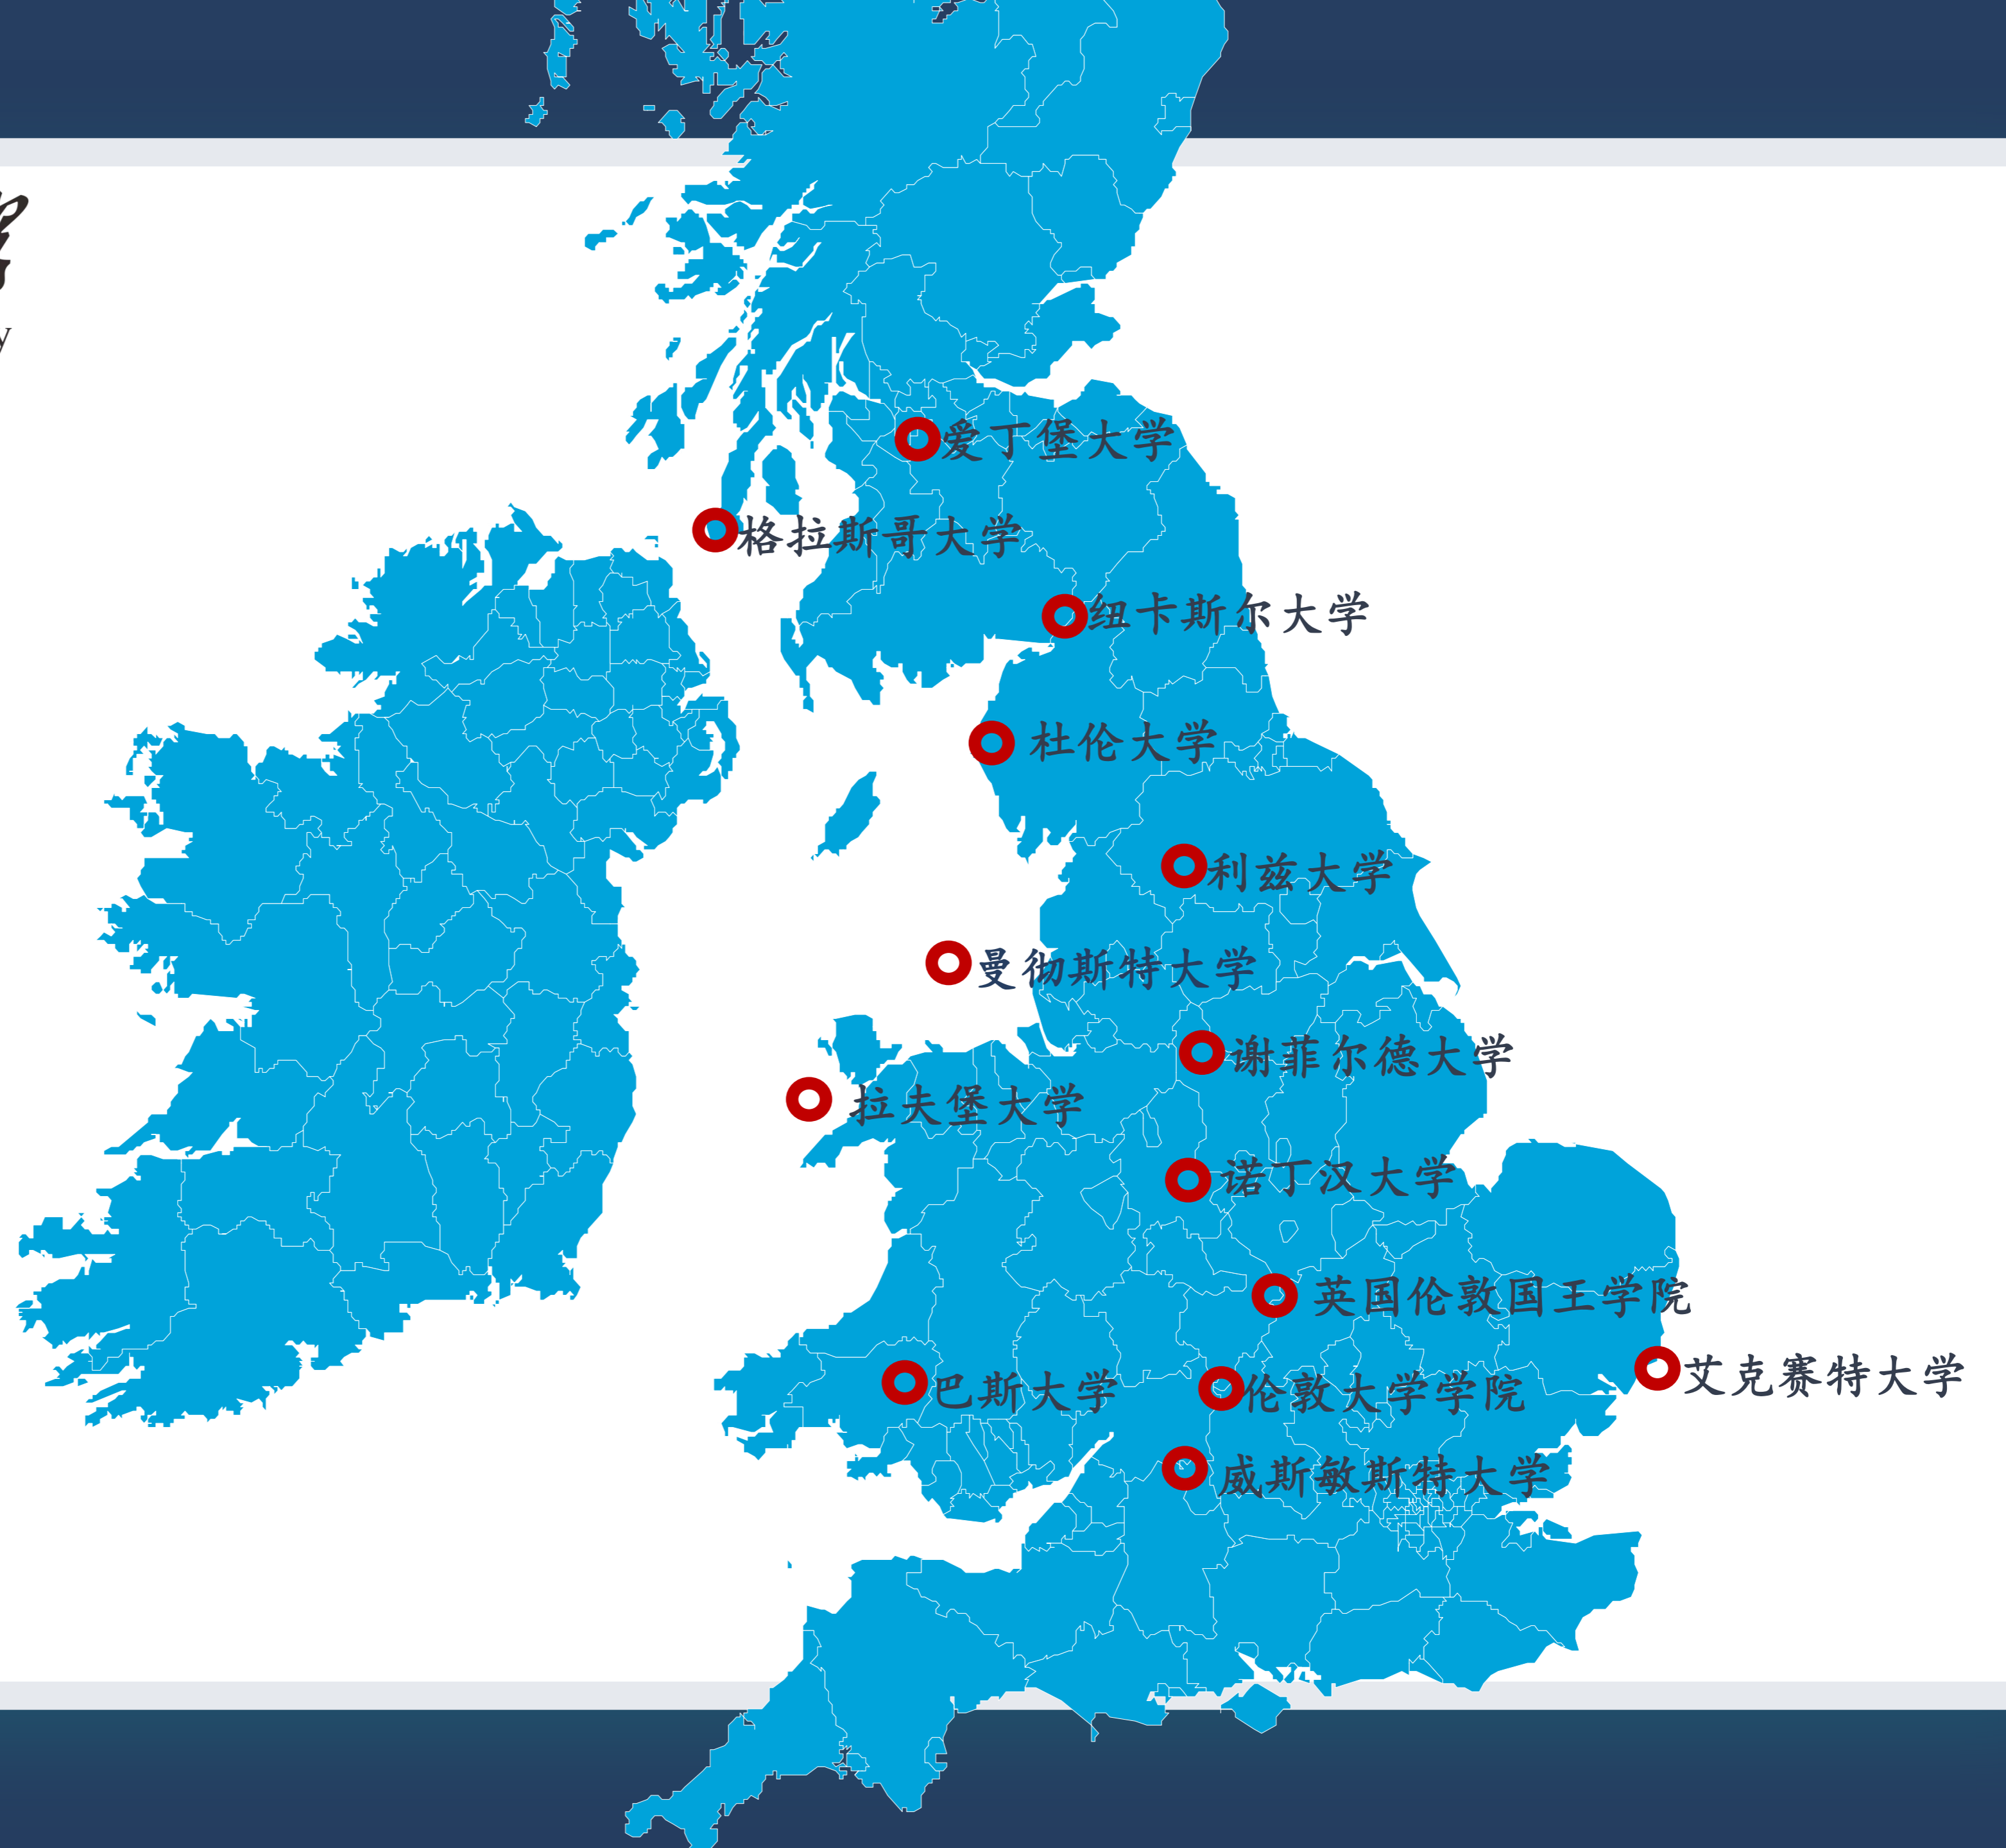 爱丁堡大学
格拉斯哥大学
纽卡斯尔大学
杜伦大学
利兹大学
曼彻斯特大学
谢菲尔德大学
拉夫堡大学
诺丁汉大学
英国伦敦国王学院
艾克赛特大学
巴斯大学
伦敦大学学院
威斯敏斯特大学